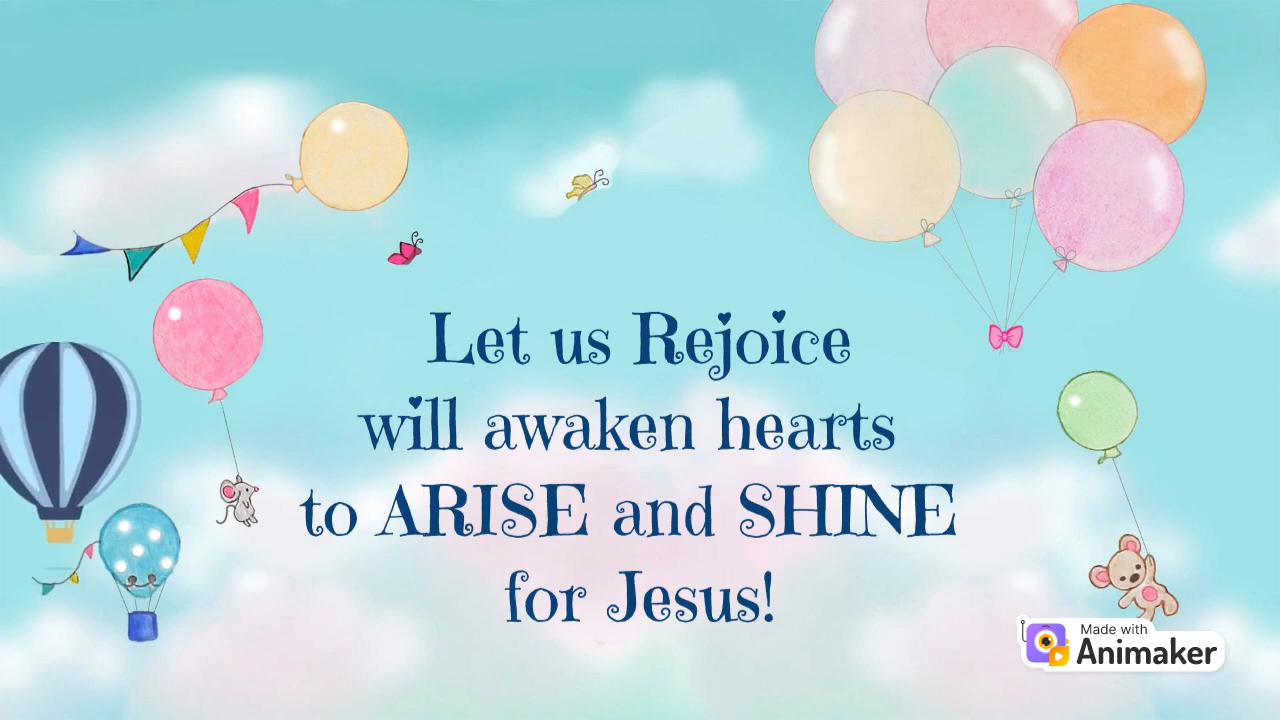 Let us Rejoice
will awaken hearts
to ARISE and SHINE
for Jesus!
Made with
Animaker